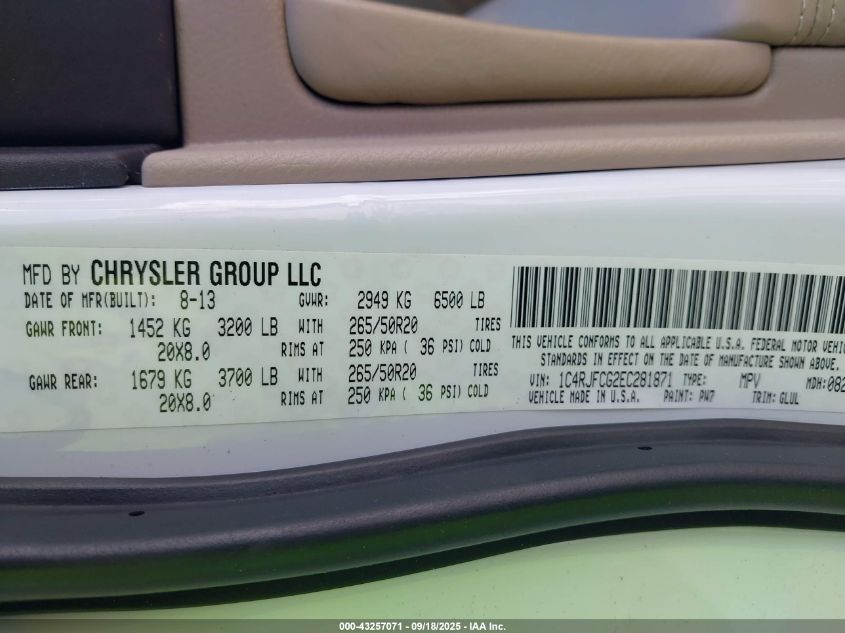 MFD BY CHRYSLER GROUP LLC
DATE OF MFR(BUILT): 8-13 GVWR: 2949 KG 6500 LB
GAWR FRONT: 1452 KG 3200 LB WITH 265/50R20 TIRES
20X8.0 RIMS AT 250 KPA ( 36 PSI) COLD
GAWR REAR: 1679 KG 3700 LB WITH 265/50R20 TIRES
20X8.0 RIMS AT 250 KPA ( 36 PSI) COLD
THIS VEHICLE CONFORMS TO ALL APPLICABLE U.S.A. FEDERAL MOTOR VEHIC
STANDARDS IN EFFECT ON THE DATE OF MANUFACTURE SHOWN ABOVE.
VIN: 1C4RJFCG2EC281871 TYPE: MPV MDH:082
VEHICLE MADE IN U.S.A. PAINT: PW7 TRIM: GLUL
000-43257071 - 09/18/2025 - IAA Inc.